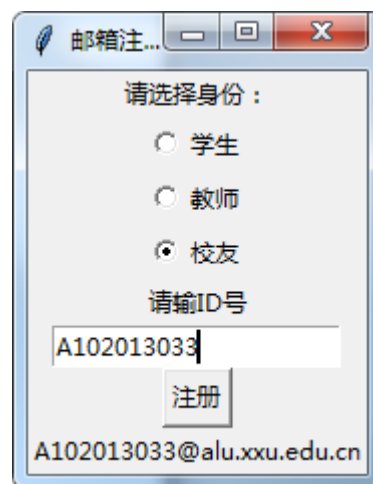 邮箱注...
请选择身份：
学生
教师
校友
请输ID号
A102013033
注册
A102013033@alu.xxu.edu.cn